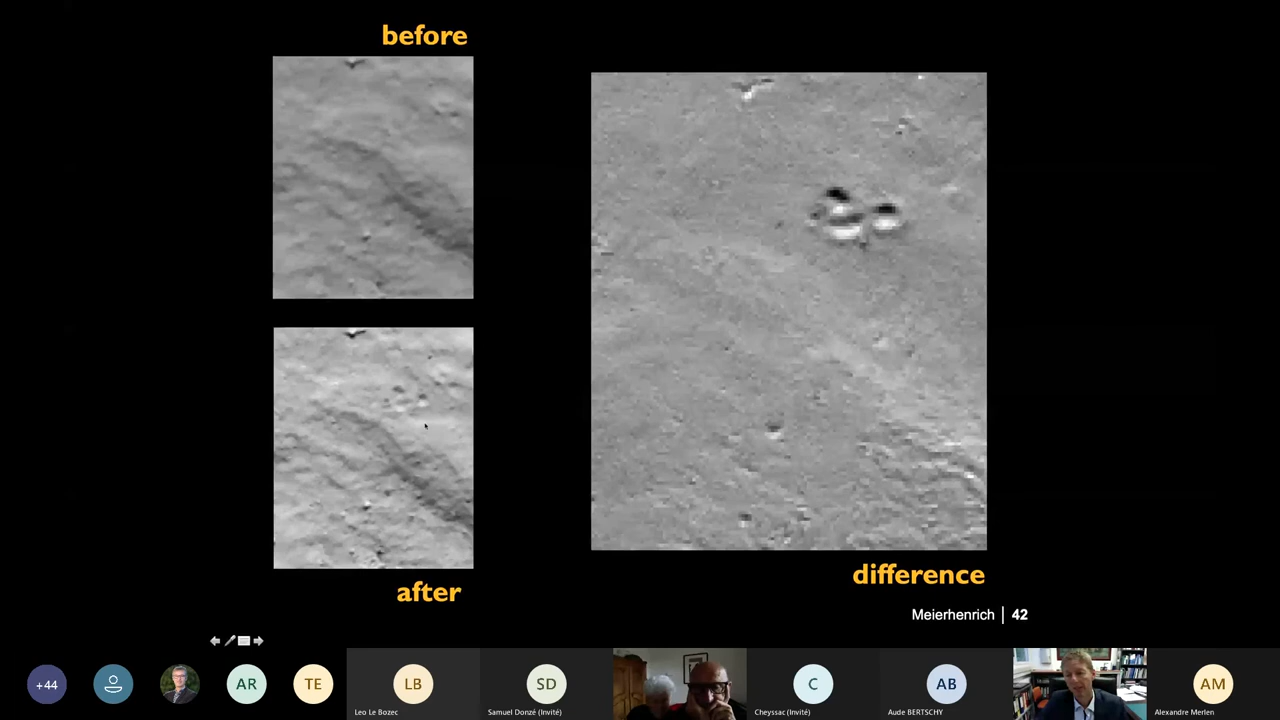 before
after
difference
Meierhenrich | 42
+44
AR
TE
LB
SD
C
AB
AM
Leo Le Bozec
Samuel Donzé (Invité)
Cheyssac (Invité)
Aude BERTSCHY
Alexandre Merlen